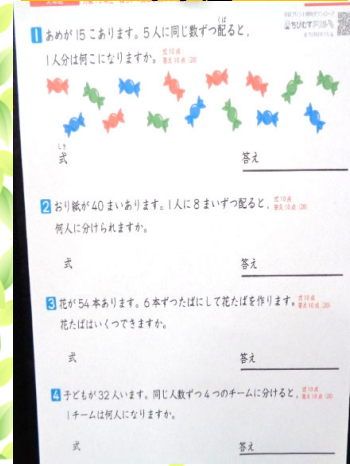 1 あめが15こあります。5人に同じ数ずつ配ると、
1人分は何こになりますか。
式 答え
2 おり紙が40まいあります。1人に8まいずつ配ると、
何人に分けられますか。
式 答え
3 花が54本あります。6本ずつたばにして花たばを作ります。
花たばはいくつできますか。
式 答え
4 子どもが32人います。同じ人数ずつ4つのチームに分けると、
1チームは何人になりますか。
式 答え